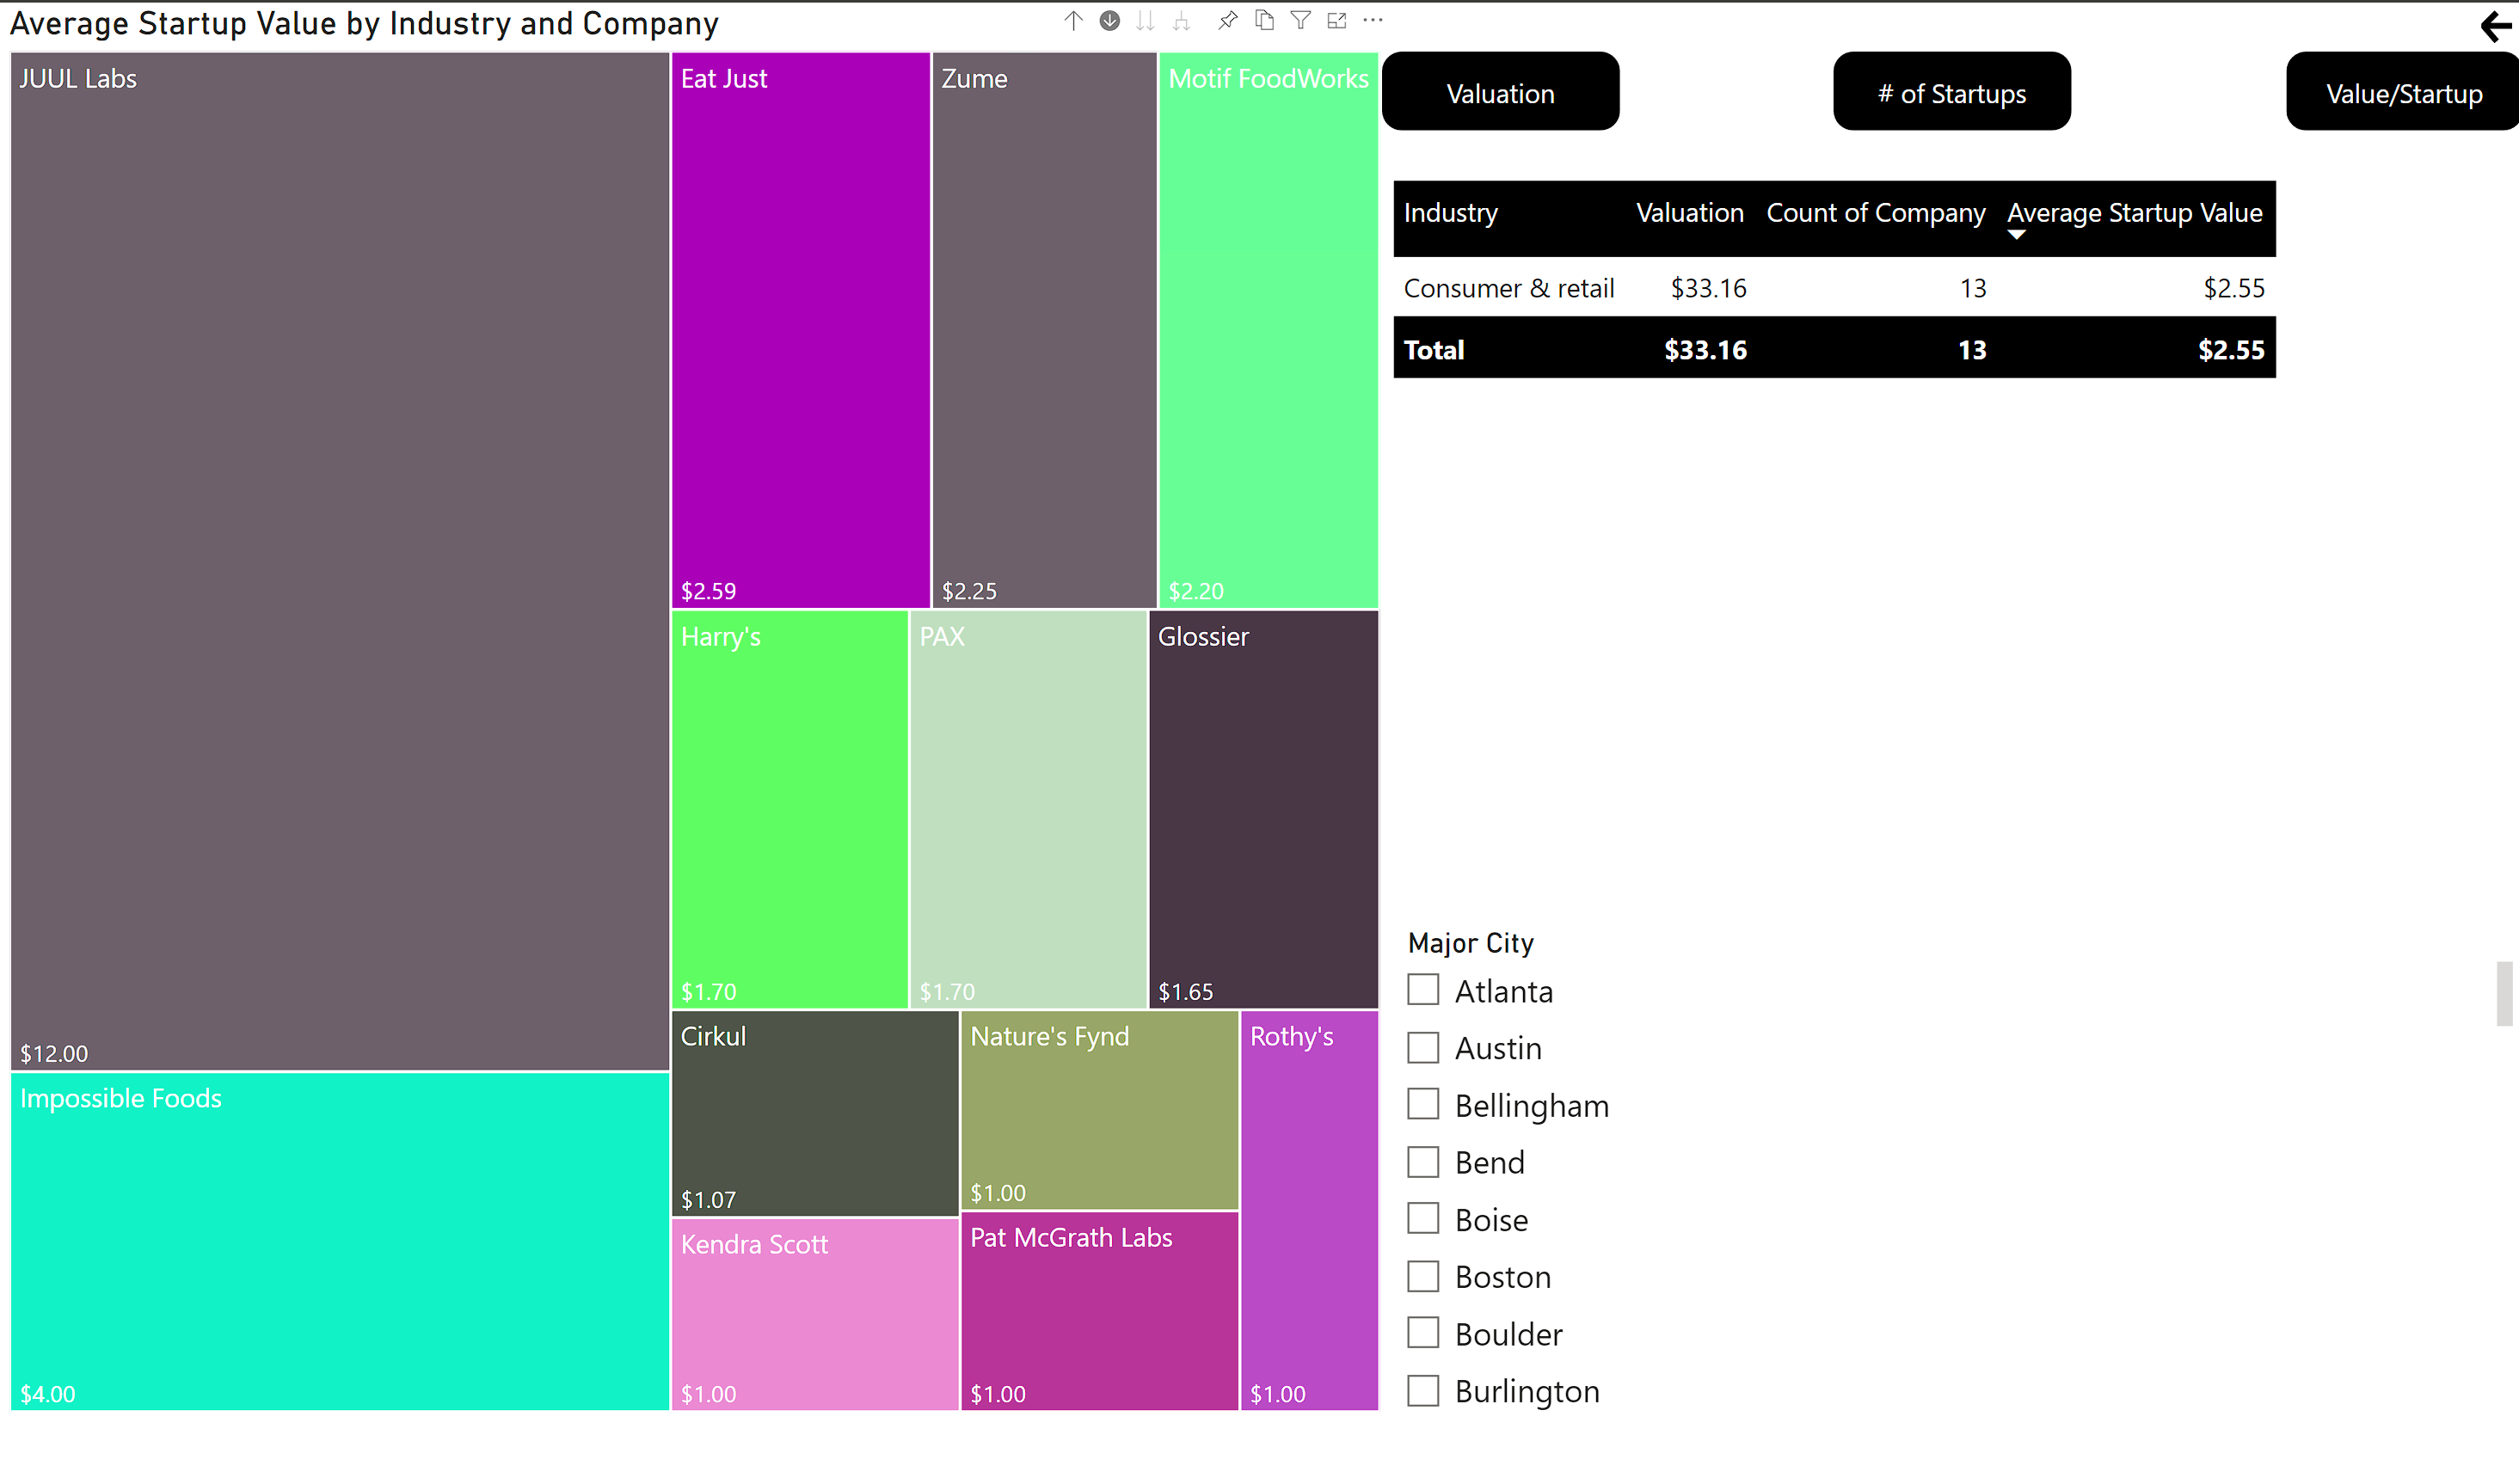 Average Startup Value by Industry and Company
JUUL Labs
$12.00
Impossible Foods
$4.00
Eat Just
$2.59
Zume
$2.25
Motif FoodWorks
$2.20
Harry's
$1.70
PAX
$1.70
Glossier
$1.65
Cirkul
$1.07
Nature's Fynd
$1.00
Rothy's
$1.00
Kendra Scott
$1.00
Pat McGrath Labs
$1.00
Valuation
# of Startups
Value/Startup
Industry Valuation Count of Company Average Startup Value
Consumer & retail $33.16 13 $2.55
Total $33.16 13 $2.55
Major City
Atlanta
Austin
Bellingham
Bend
Boise
Boston
Boulder
Burlington